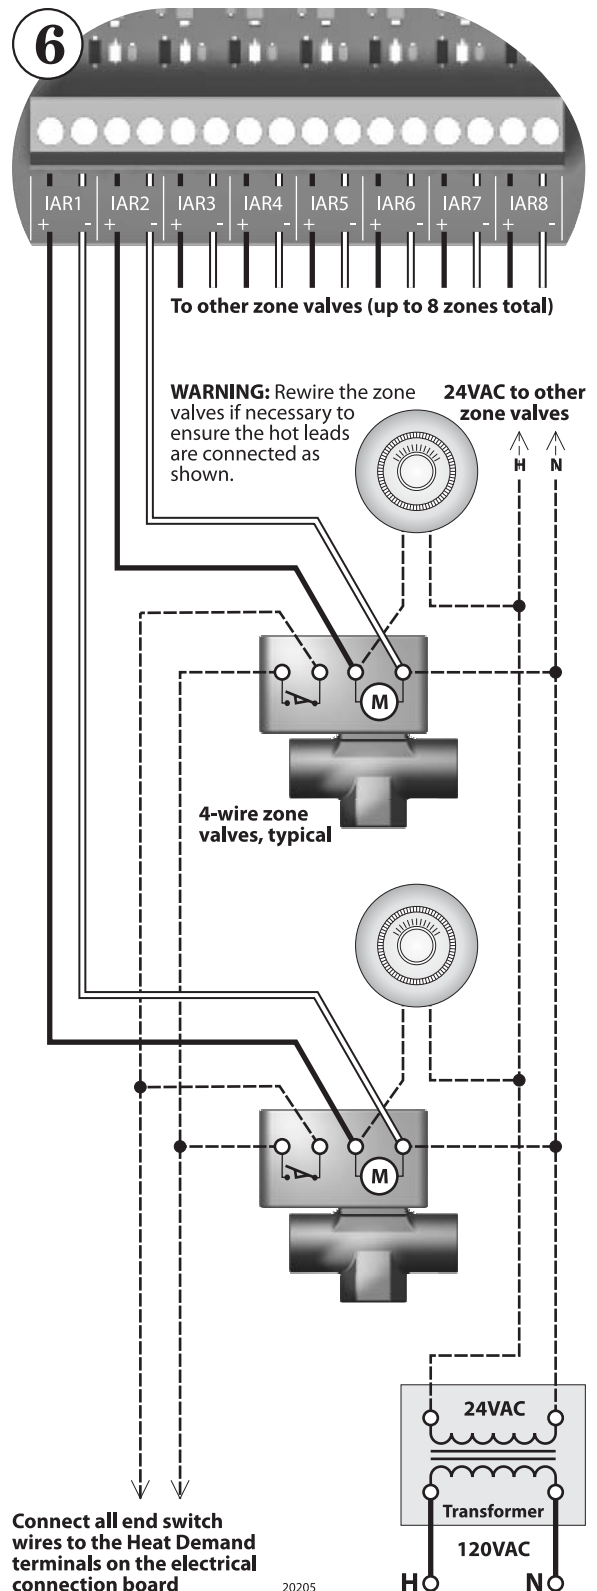 6
IAR1 IAR2 IAR3 IAR4 IAR5 IAR6 IAR7 IAR8
+ - + - + - + - + - + - + - + -
To other zone valves (up to 8 zones total)
WARNING: Rewire the zone
valves if necessary to
ensure the hot leads
are connected as
shown.
24VAC to other
zone valves
H N
M
4-wire zone
valves, typical
M
24VAC
Transformer
120VAC
H N
Connect all end switch
wires to the Heat Demand
terminals on the electrical
connection board
20205